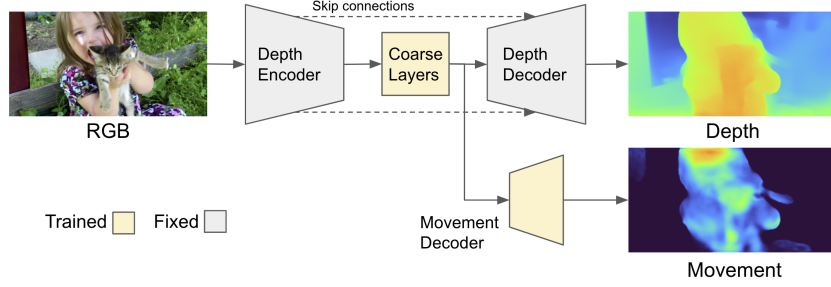 Skip connections
Depth
Encoder
Coarse
Layers
Depth
Decoder
RGB
Depth
Trained
Fixed
Movement
Decoder
Movement